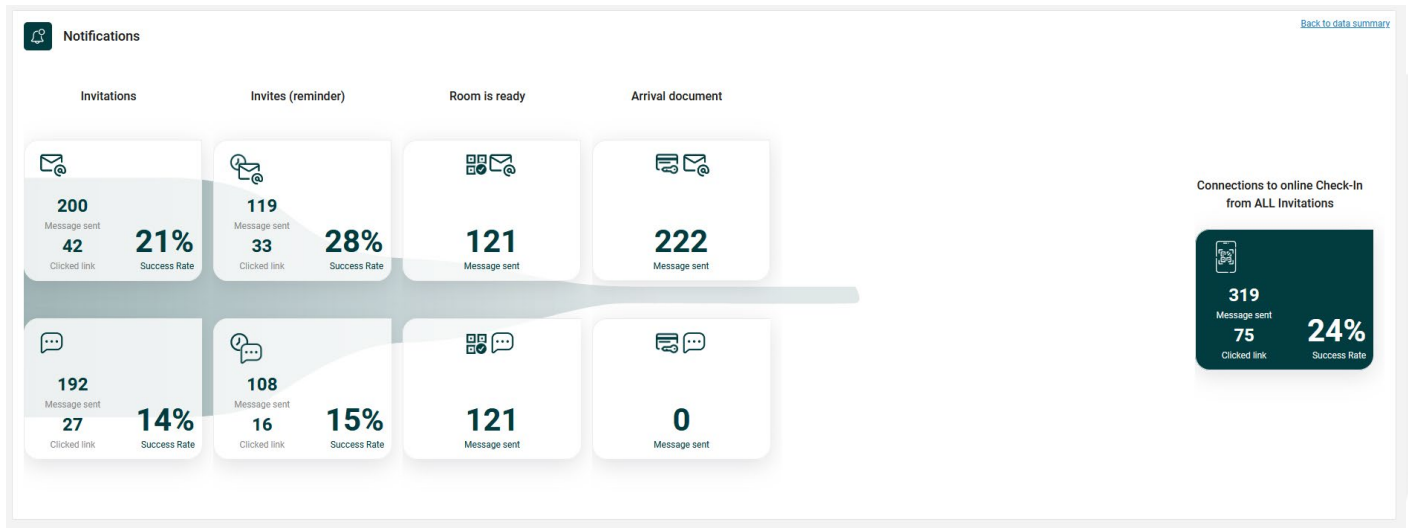 Notifications
Back to data summary
Invitations
Invites (reminder)
Room is ready
Arrival document
200
Message sent
42
Clicked link
21%
Success Rate
119
Message sent
33
Clicked link
28%
Success Rate
121
Message sent
222
Message sent
Connections to online Check-In
from ALL Invitations
319
Message sent
75
Clicked link
24%
Success Rate
192
Message sent
27
Clicked link
14%
Success Rate
108
Message sent
16
Clicked link
15%
Success Rate
121
Message sent
0
Message sent